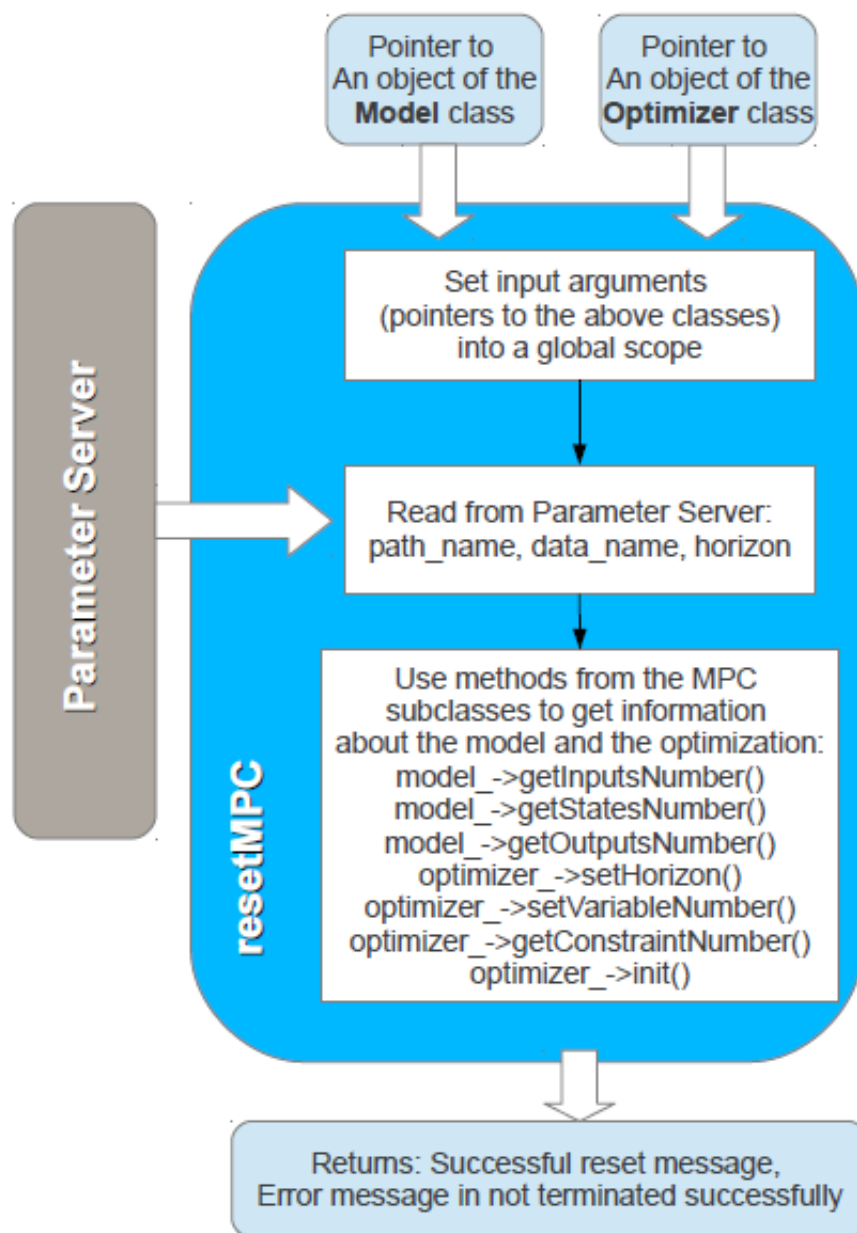 Pointer to
An object of the
Model class
Pointer to
An object of the
Optimizer class
Parameter Server
resetMPC
Set input arguments
(pointers to the above classes)
into a global scope
Read from Parameter Server:
path_name, data_name, horizon
Use methods from the MPC
subclasses to get information
about the model and the optimization:
model_->getInputsNumber()
model_->getStatesNumber()
model_->getOutputsNumber()
optimizer_->setHorizon()
optimizer_->setVariableNumber()
optimizer_->getConstraintNumber()
optimizer_->init()
Returns: Successful reset message,
Error message in not terminated successfully